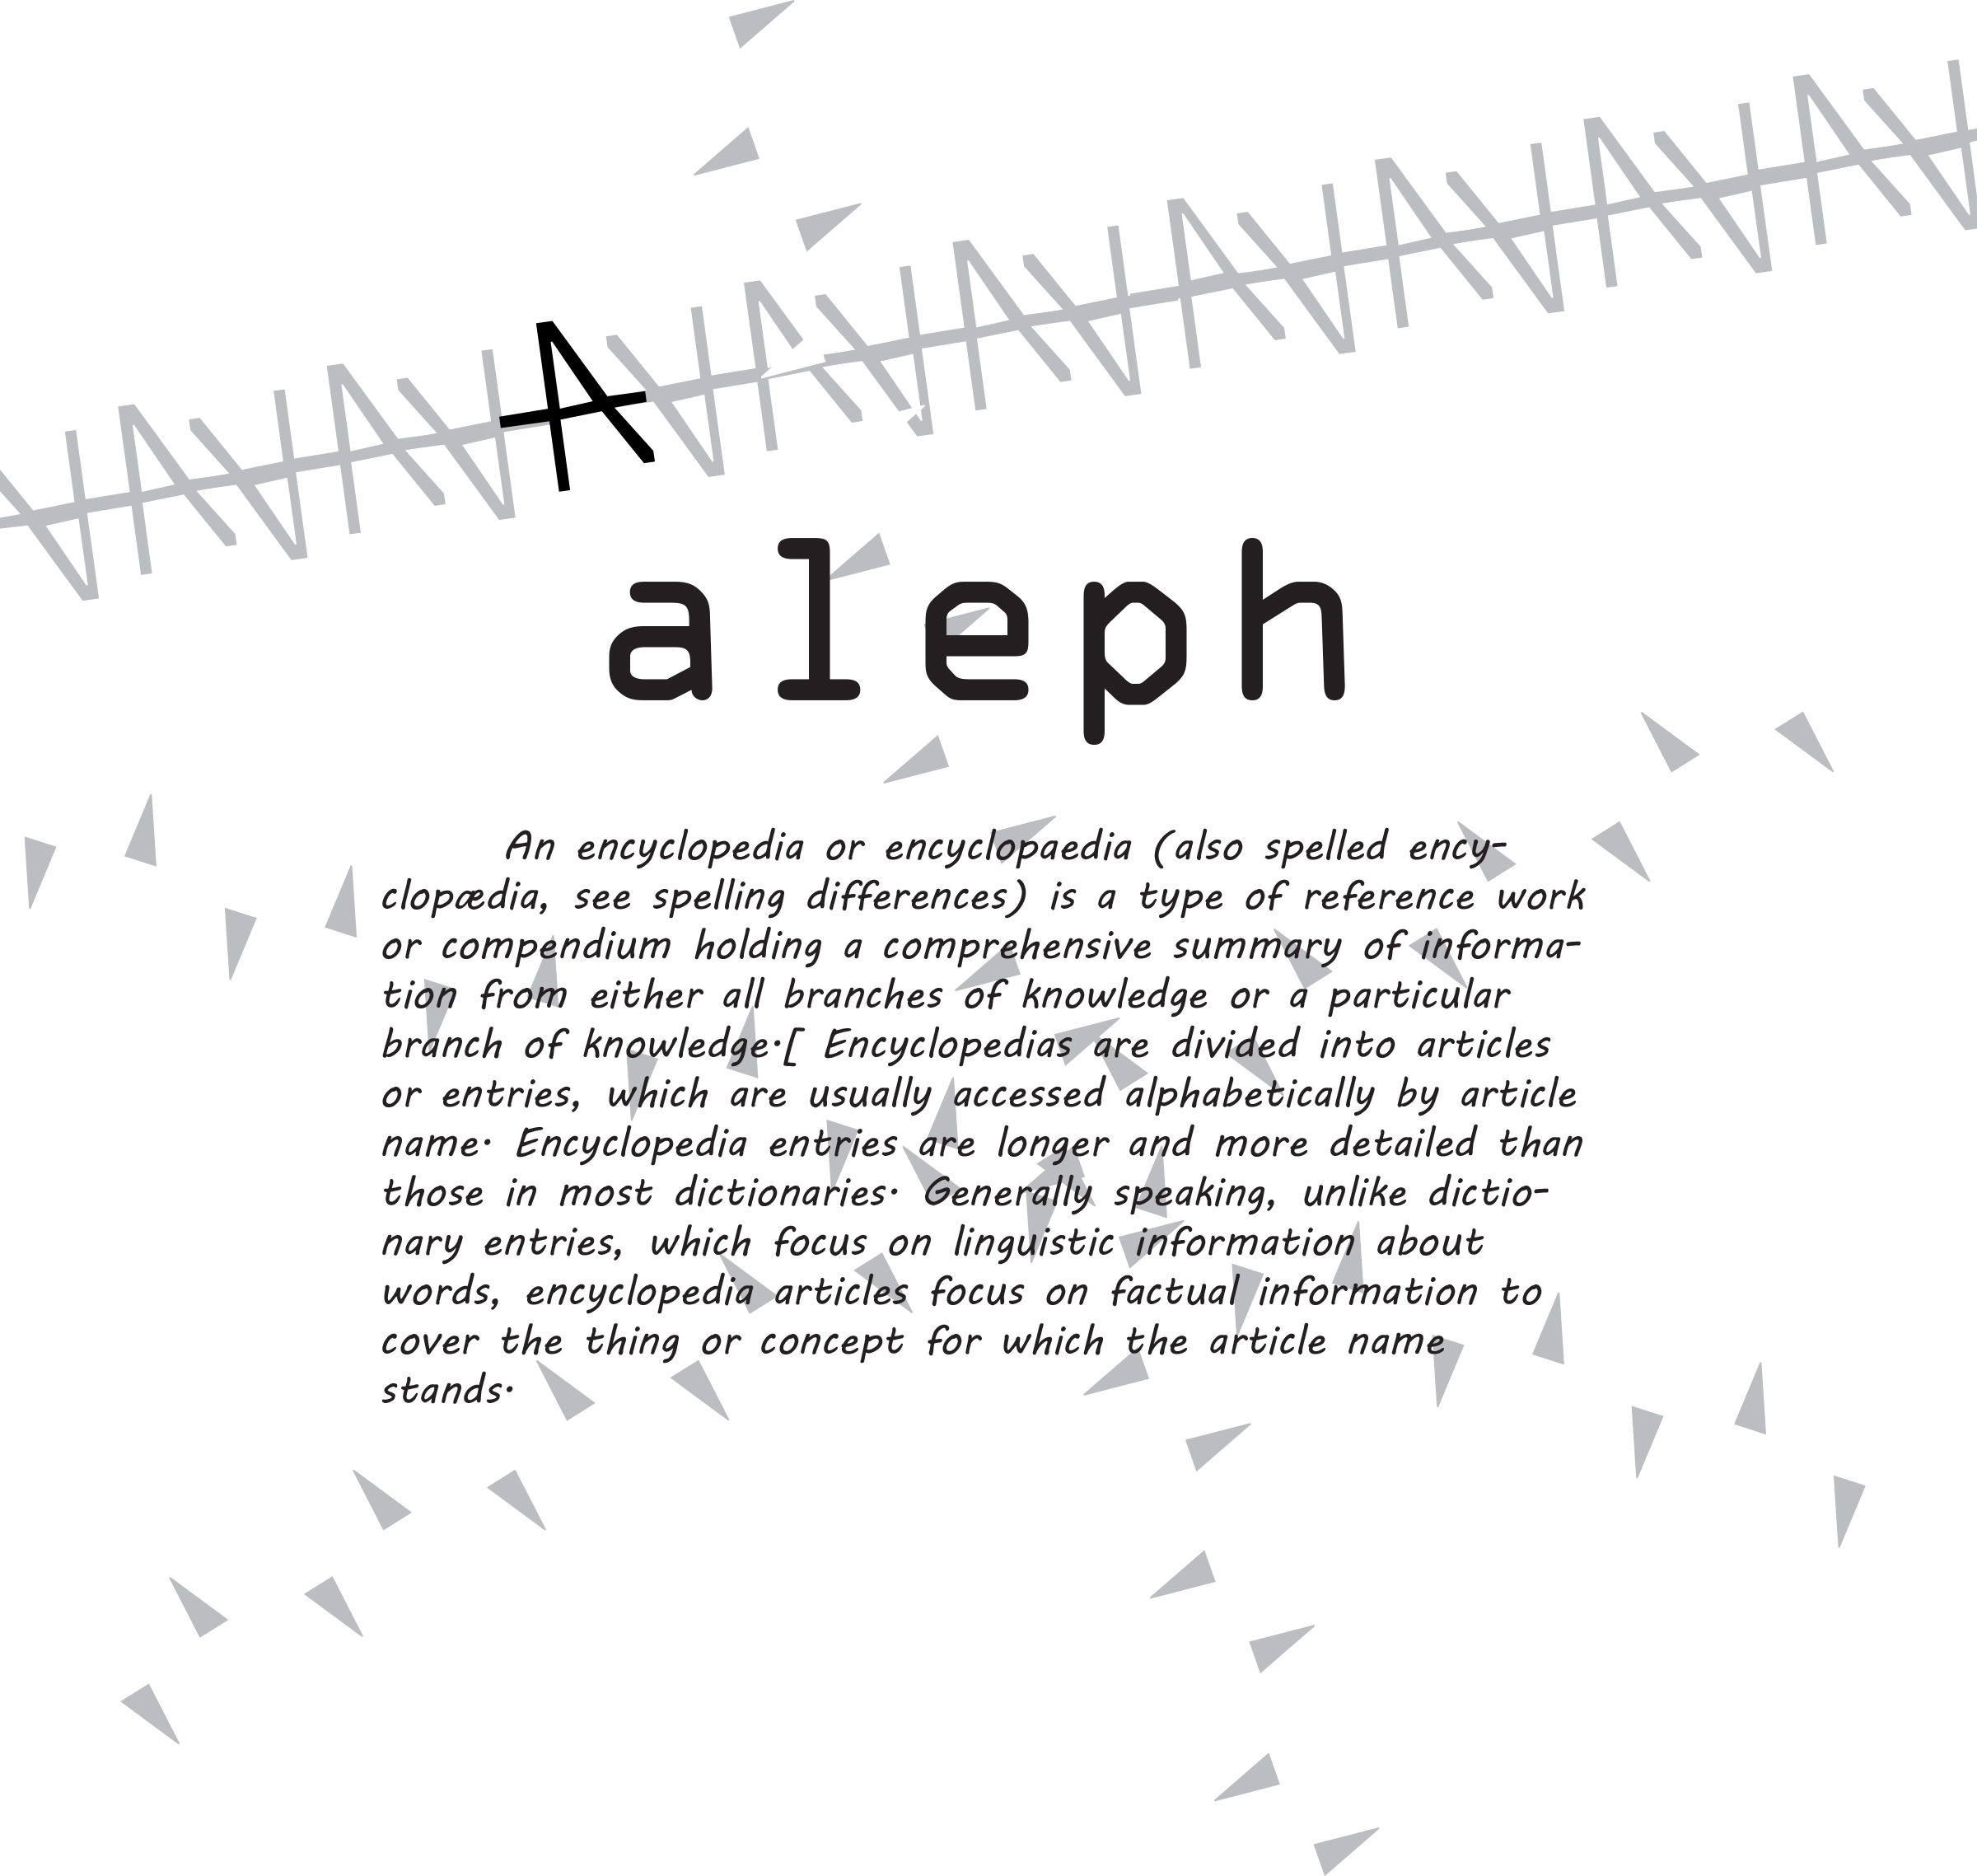 aleph
An encyclopedia or encyclopaedia (also spelled ency-
clopædia, see spelling differences) is a type of reference work
or compendium holding a comprehensive summary of informa-
tion from either all branches of knowledge or a particular
branch of knowledge.[ Encyclopedias are divided into articles
or entries, which are usually accessed alphabetically by article
name. Encyclopedia entries are longer and more detailed than
those in most dictionaries. Generally speaking, unlike dictio-
nary entries, which focus on linguistic information about
words, encyclopedia articles focus on factual information to
cover the thing or concept for which the article name
stands.